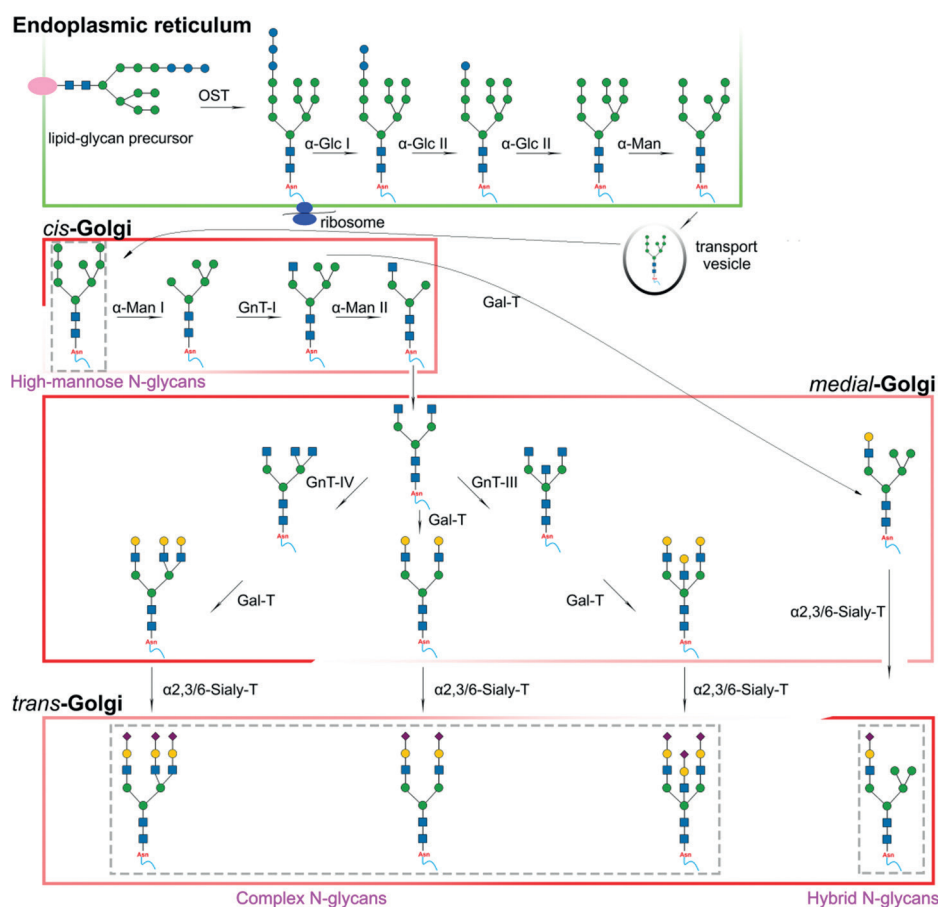 Endoplasmic reticulum
OST
lipid-glycan precursor
α-Glc I
α-Glc II
α-Glc II
α-Man
Asn
Asn
Asn
Asn
Asn
ribosome
transport
vesicle
cis-Golgi
α-Man I
GnT-I
α-Man II
Gal-T
Asn
Asn
Asn
Asn
High-mannose N-glycans
medial-Golgi
GnT-IV
GnT-III
Asn
Gal-T
Asn
Asn
Asn
Gal-T
Gal-T
α2,3/6-Sialy-T
Asn
Asn
Asn
trans-Golgi
α2,3/6-Sialy-T
α2,3/6-Sialy-T
α2,3/6-Sialy-T
Asn
Asn
Asn
Asn
Complex N-glycans
Hybrid N-glycans